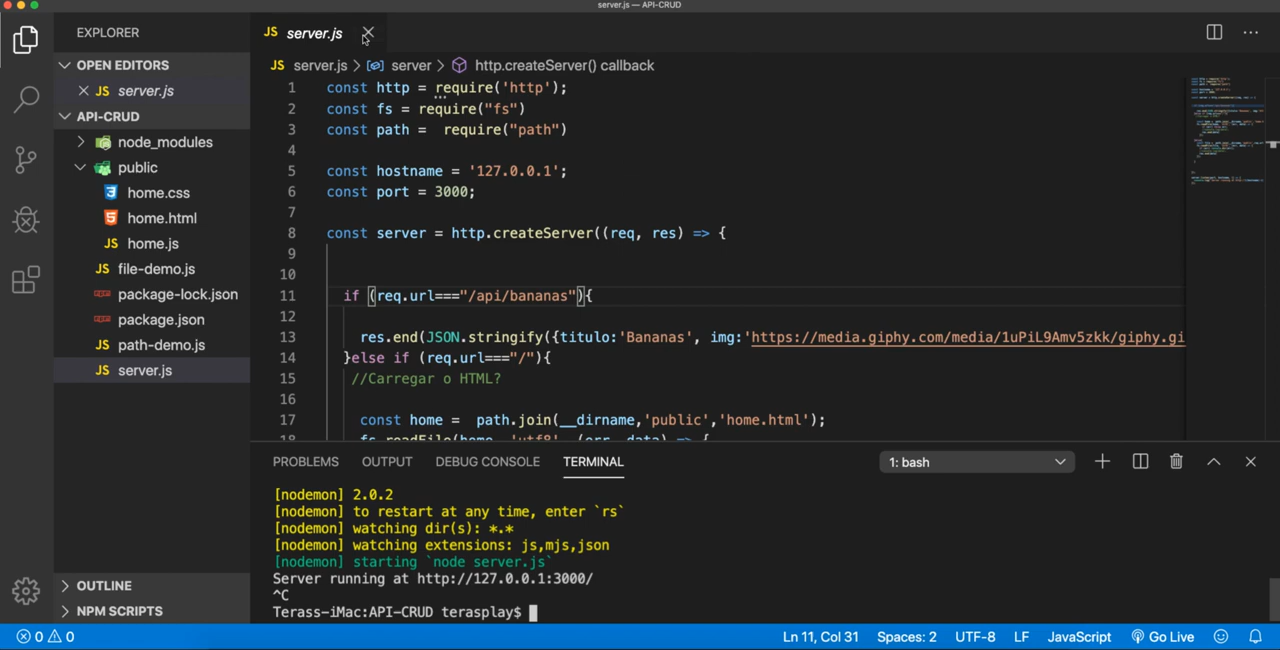 server.js — API-CRUD
EXPLORER
OPEN EDITORS
JS server.js
API-CRUD
node_modules
public
home.css
home.html
JS home.js
JS file-demo.js
package-lock.json
package.json
JS path-demo.js
JS server.js
OUTLINE
NPM SCRIPTS
JS server.js
JS server.js > server > http.createServer() callback
1 const http = require('http');
2 const fs = require("fs")
3 const path =  require("path")
4
5 const hostname = '127.0.0.1';
6 const port = 3000;
7
8 const server = http.createServer((req, res) => {
9
10
11 if (req.url==="/api/bananas"){
12
13 res.end(JSON.stringify({titulo:'Bananas', img:'https://media.giphy.com/media/1uPiL9Amv5zkk/giphy.gi
14 }else if (req.url==="/"){
15 //Carregar o HTML?
16
17 const home =  path.join(__dirname,'public','home.html');
18 fs.readFile(home, 'utf8', (err, data) => {
PROBLEMS OUTPUT DEBUG CONSOLE TERMINAL 1: bash
[nodemon] 2.0.2
[nodemon] to restart at any time, enter `rs`
[nodemon] watching dir(s): *.*
[nodemon] watching extensions: js,mjs,json
[nodemon] starting `node server.js`
Server running at http://127.0.0.1:3000/
^C
Terass-iMac:API-CRUD terasplay$
0 0 Ln 11, Col 31 Spaces: 2 UTF-8 LF JavaScript Go Live